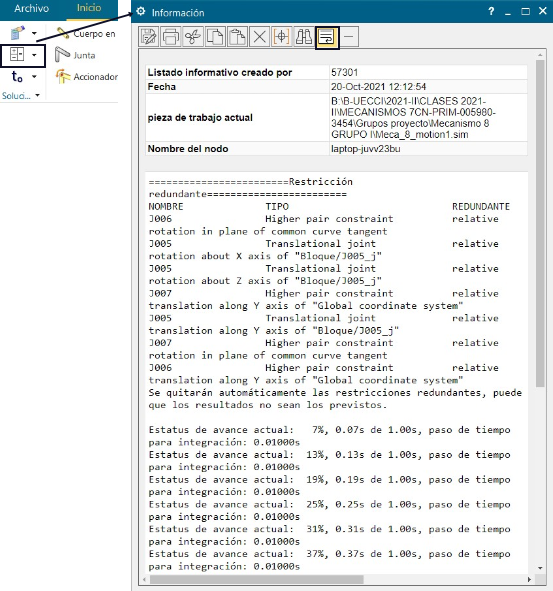 Archivo Inicio
Cuerpo en
Junta
Accionador
Soluci...
Información
Listado informativo creado por 57301
Fecha 20-Oct-2021 12:12:54
pieza de trabajo actual B:\B-UECCI\2021-II\CLASES 2021-
II\MECANISMOS 7CN-PRIM-005980-
3454\Grupos proyecto\Mecanismo 8
GRUPO I\Meca_8_motion1.sim
Nombre del nodo laptop-juvv23bu
========================Restricción
redundante========================
NOMBRE TIPO REDUNDANTE
J006 Higher pair constraint relative
rotation in plane of common curve tangent
J005 Translational joint relative
rotation about X axis of "Bloque/J005_j"
J005 Translational joint relative
rotation about Z axis of "Bloque/J005_j"
J007 Higher pair constraint relative
translation along Y axis of "Global coordinate system"
J005 Translational joint relative
translation along Y axis of "Bloque/J005_j"
J007 Higher pair constraint relative
rotation in plane of common curve tangent
J006 Higher pair constraint relative
translation along Y axis of "Global coordinate system"
Se quitarán automáticamente las restricciones redundantes, puede
que los resultados no sean los previstos.
Estatus de avance actual: 7%, 0.07s de 1.00s, paso de tiempo
para integración: 0.01000s
Estatus de avance actual: 13%, 0.13s de 1.00s, paso de tiempo
para integración: 0.01000s
Estatus de avance actual: 19%, 0.19s de 1.00s, paso de tiempo
para integración: 0.01000s
Estatus de avance actual: 25%, 0.25s de 1.00s, paso de tiempo
para integración: 0.01000s
Estatus de avance actual: 31%, 0.31s de 1.00s, paso de tiempo
para integración: 0.01000s
Estatus de avance actual: 37%, 0.37s de 1.00s, paso de tiempo
para integración: 0.01000s